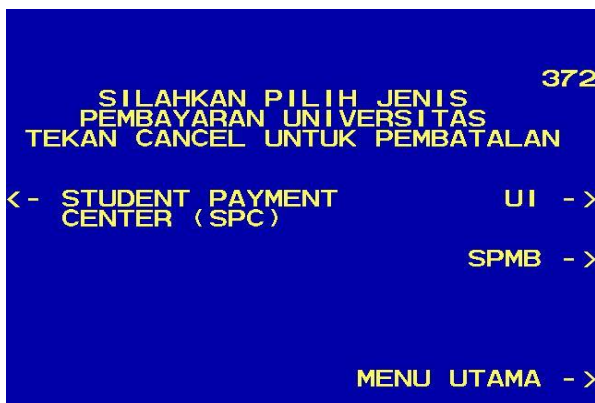 372
SILAHKAN PILIH JENIS
PEMBAYARAN UNIVERSITAS
TEKAN CANCEL UNTUK PEMBATALAN
<- STUDENT PAYMENT UI ->
CENTER (SPC)
SPMB ->
MENU UTAMA ->